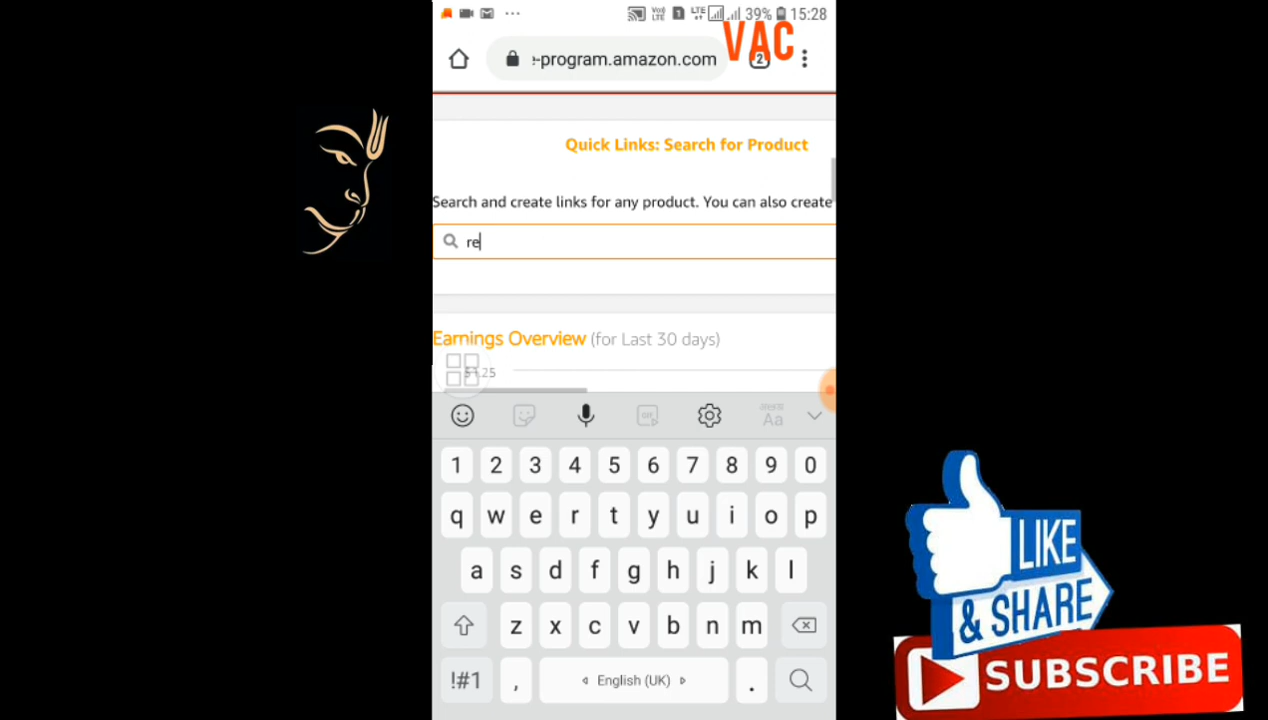 39% 15:28
VAC
-program.amazon.com
2
Quick Links: Search for Product
Search and create links for any product. You can also create
re
Earnings Overview (for Last 30 days)
Aa
1 2 3 4 5 6 7 8 9 0
q w e r t y u i o p
a s d f g h j k l
z x c v b n m
!#1 , English (UK) .
LIKE
& SHARE
SUBSCRIBE